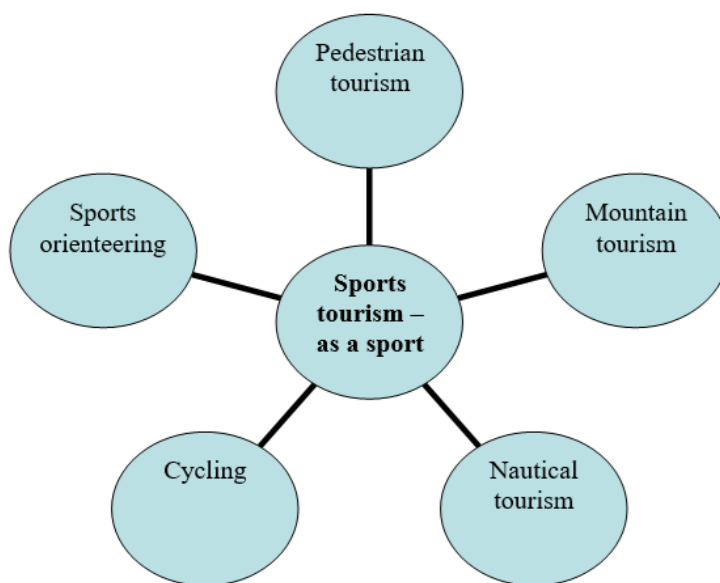 Pedestrian
tourism
Sports
orienteering
Mountain
tourism
Sports
tourism –
as a sport
Cycling
Nautical
tourism